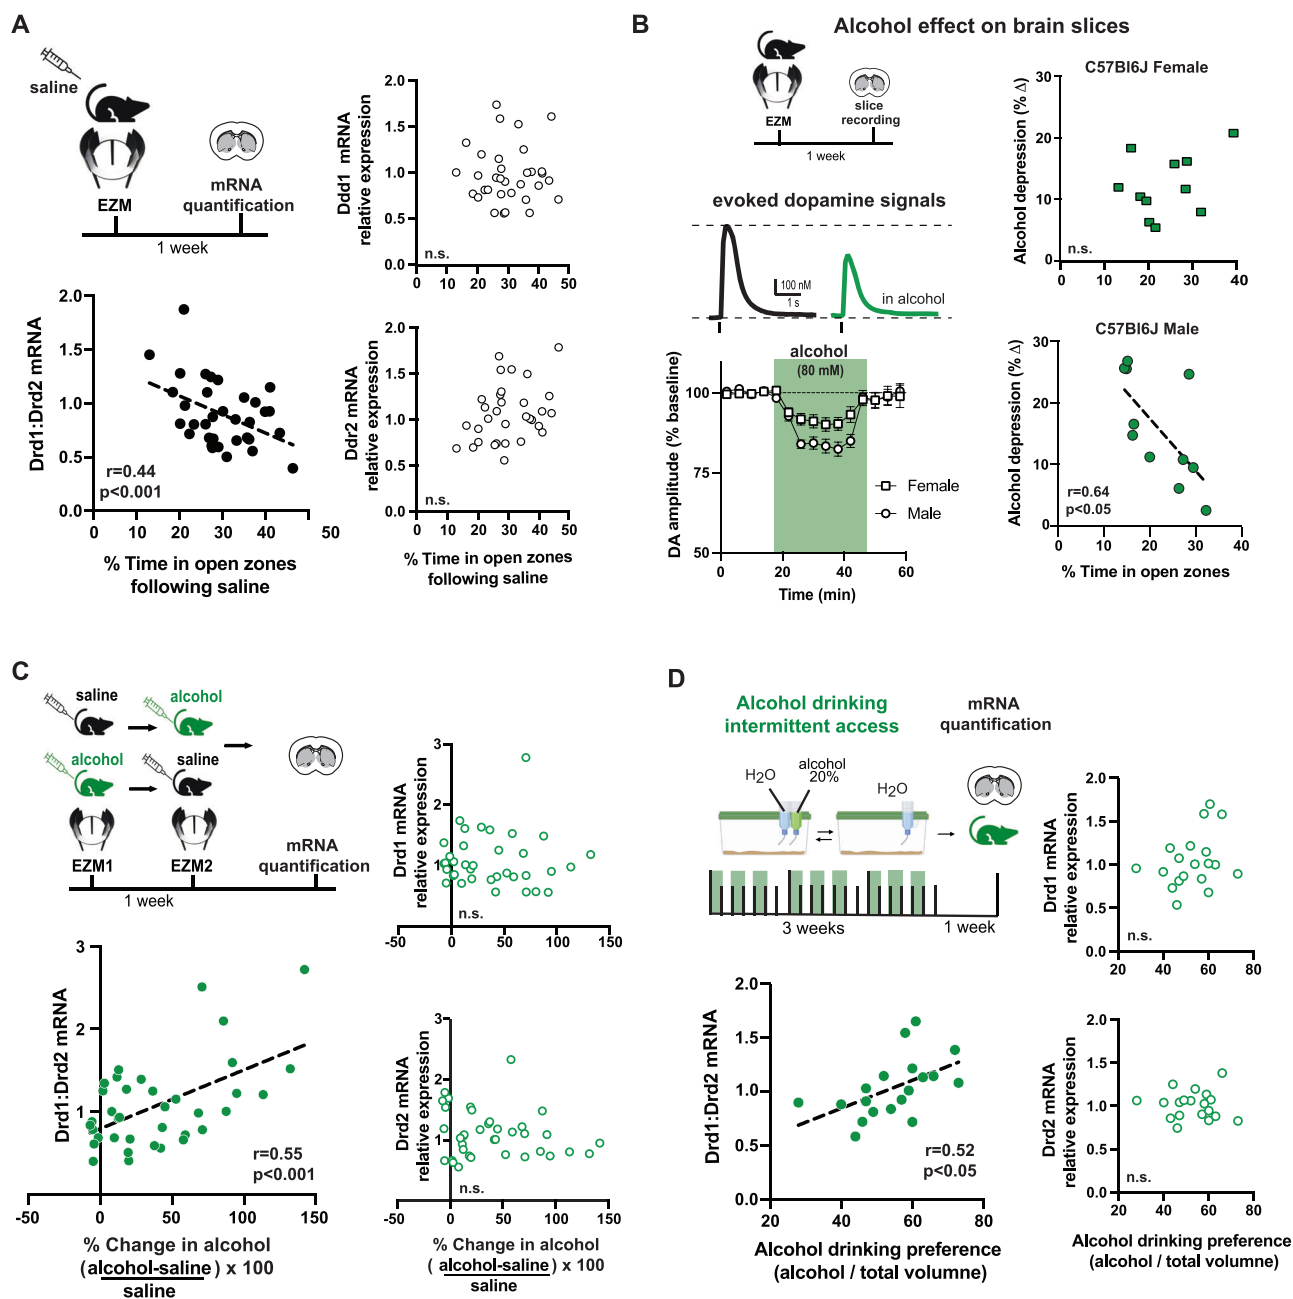 A
saline
EZM
mRNA
quantification
1 week
2.0
1.5
1.0
0.5
0.0
Ddd1 mRNA
relative expression
n.s.
0 10 20 30 40 50
2.0
1.5
1.0
0.5
0.0
Drd1:Drd2 mRNA
r=0.44
p<0.001
0 10 20 30 40 50
% Time in open zones
following saline
2.0
1.5
1.0
0.5
0.0
Ddr2 mRNA
relative expression
n.s.
0 10 20 30 40 50
% Time in open zones
following saline
B
Alcohol effect on brain slices
EZM
slice
recording
1 week
evoked dopamine signals
100 nM
1 s
in alcohol
alcohol
(80 mM)
100
75
50
DA amplitude (% baseline)
Female
Male
0 20 40 60
Time (min)
C57Bl6J Female
30
20
10
0
Alcohol depression (% Δ)
n.s.
0 10 20 30 40
C57Bl6J Male
30
20
10
0
Alcohol depression (% Δ)
r=0.64
p<0.05
0 10 20 30 40
% Time in open zones
C
saline
alcohol
alcohol
saline
EZM1
EZM2
mRNA
quantification
1 week
3
2
1
0
Drd1 mRNA
relative expression
n.s.
-50 0 50 100 150
3
2
1
0
Drd1:Drd2 mRNA
r=0.55
p<0.001
-50 0 50 100 150
% Change in alcohol
(alcohol-saline) x 100
saline
3
2
1
0
Drd2 mRNA
relative expression
n.s.
-50 0 50 100 150
% Change in alcohol
(alcohol-saline) x 100
saline
D
Alcohol drinking
intermittent access
mRNA
quantification
H2O
alcohol
20%
H2O
3 weeks
1 week
2.0
1.5
1.0
0.5
0.0
Drd1 mRNA
relative expression
n.s.
20 40 60 80
2.0
1.5
1.0
0.5
0.0
Drd1:Drd2 mRNA
r=0.52
p<0.05
20 40 60 80
Alcohol drinking preference
(alcohol / total volumne)
2.0
1.5
1.0
0.5
0.0
Drd2 mRNA
relative expression
n.s.
20 40 60 80
Alcohol drinking preference
(alcohol / total volumne)